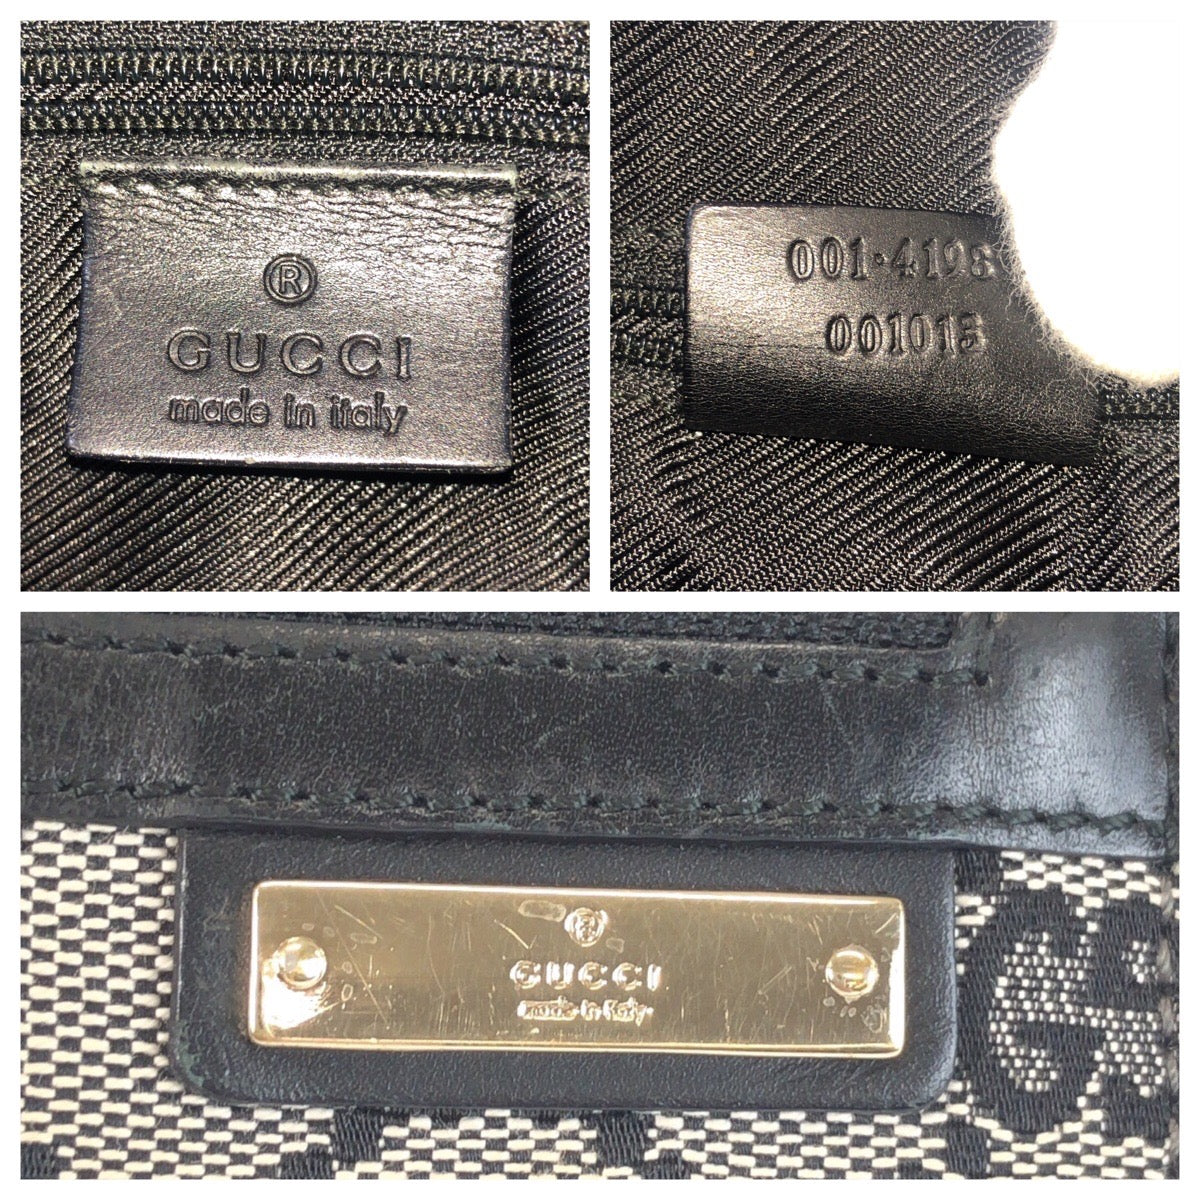 ®
GUCCI
made in italy
001·4198
001013
®
GUCCI
made in italy